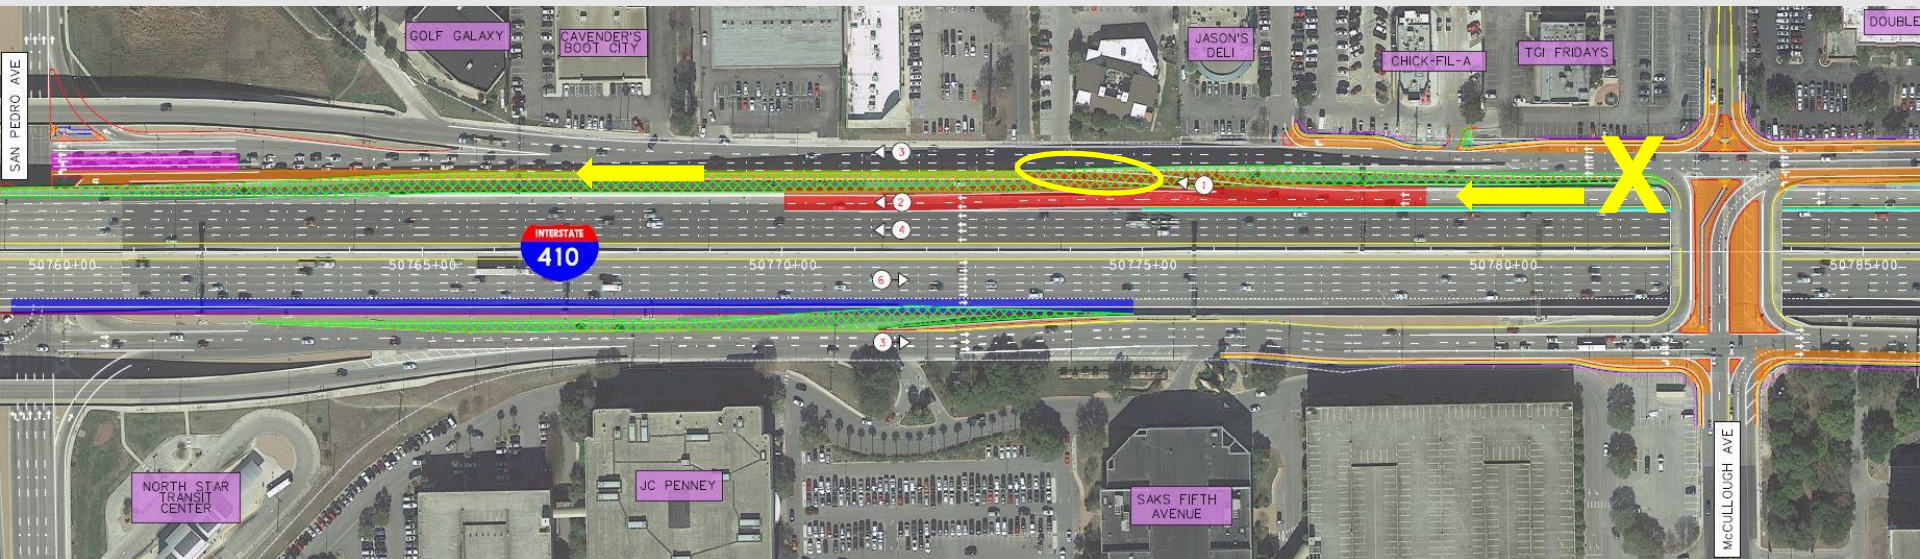 GOLF GALAXY
CAVENDER'S
BOOT CITY
JASON'S
DELI
CHICK-FIL-A
TGI FRIDAYS
DOUBLE
SAN PEDRO AVE
3
1
2
4
INTERSTATE
410
50760+00
50765+00
50770+00
50775+00
50780+00
50785+00
6
3
X
NORTH STAR
TRANSIT
CENTER
JC PENNEY
SAKS FIFTH
AVENUE
McCULLOUGH AVE